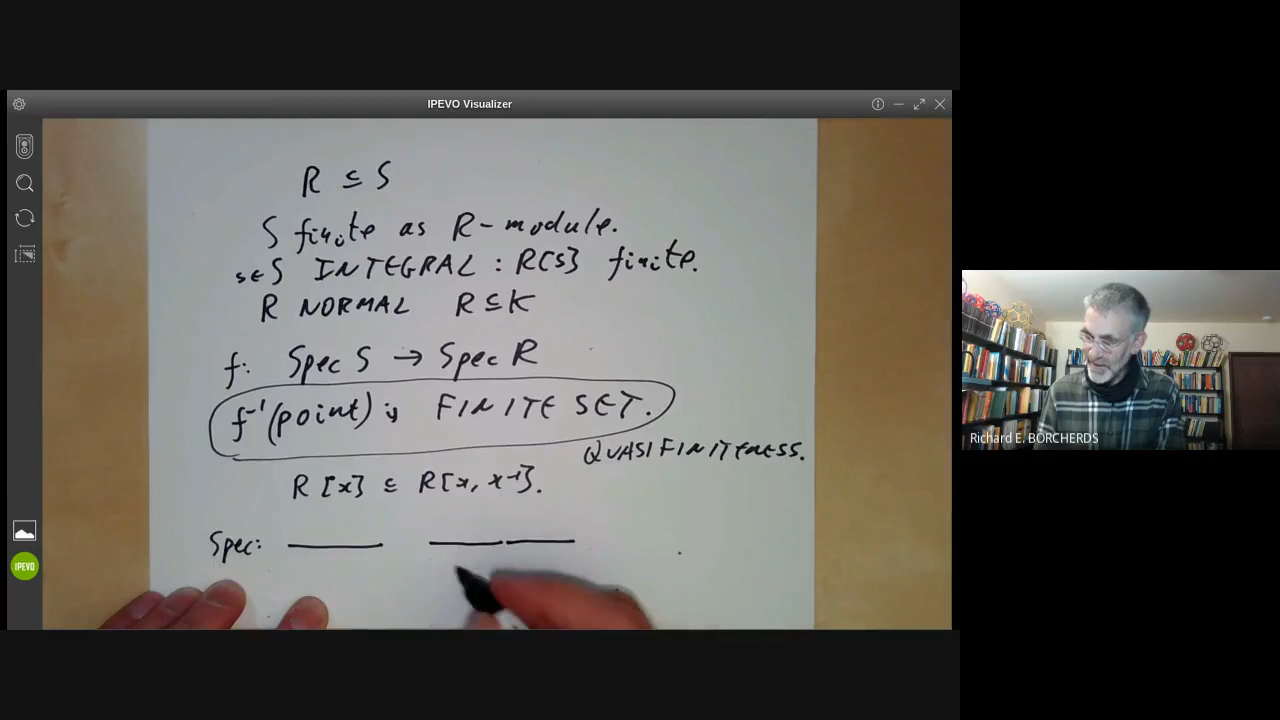 IPEVO Visualizer
R ⊆ S
S finite as R-module.
s∈S INTEGRAL : R[s] finite.
R NORMAL R ⊆ K
f: Spec S → Spec R
f⁻¹(point) is FINITE SET.
QUASIFINITENESS.
R[x] ⊆ R[x, x⁻¹].
Spec:
IPEVO
Richard E. BORCHERDS